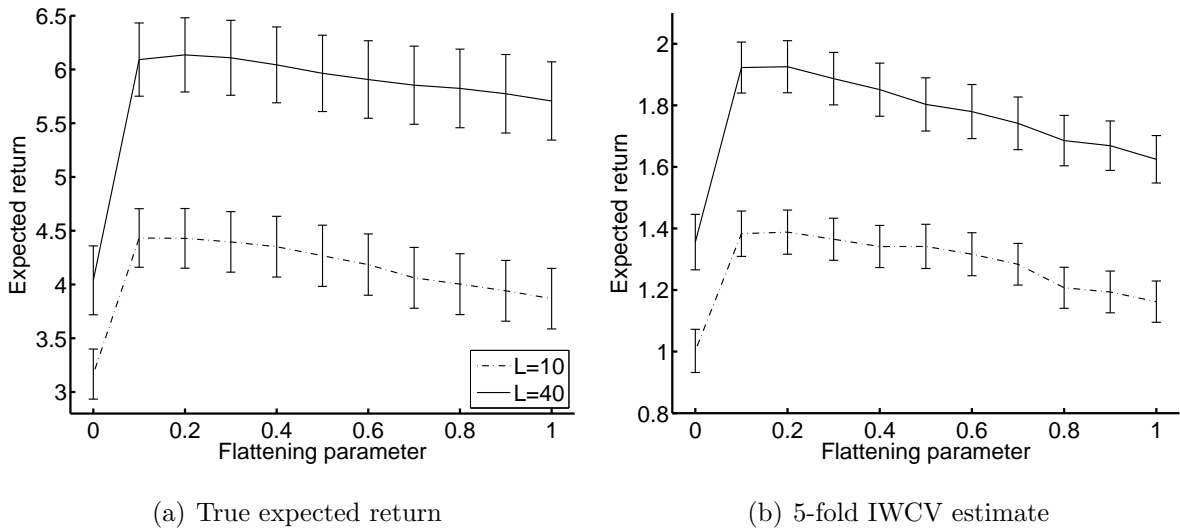 6.5
6
5.5
5
4.5
4
3.5
3
Expected return
0 0.2 0.4 0.6 0.8 1
Flattening parameter
L=10
L=40
(a) True expected return
2
1.8
1.6
1.4
1.2
1
0.8
Expected return
0 0.2 0.4 0.6 0.8 1
Flattening parameter
(b) 5-fold IWCV estimate